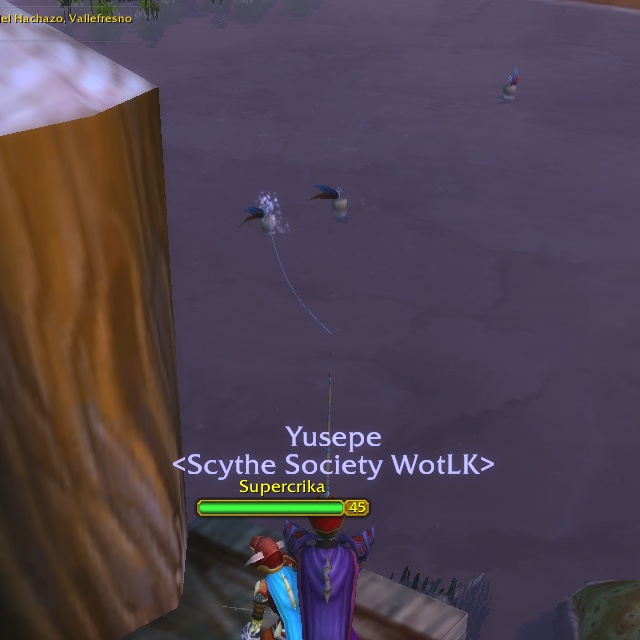 el Hachazo, Vallefresno
Yusepe
<Scythe Society WotLK>
Supercrika
45